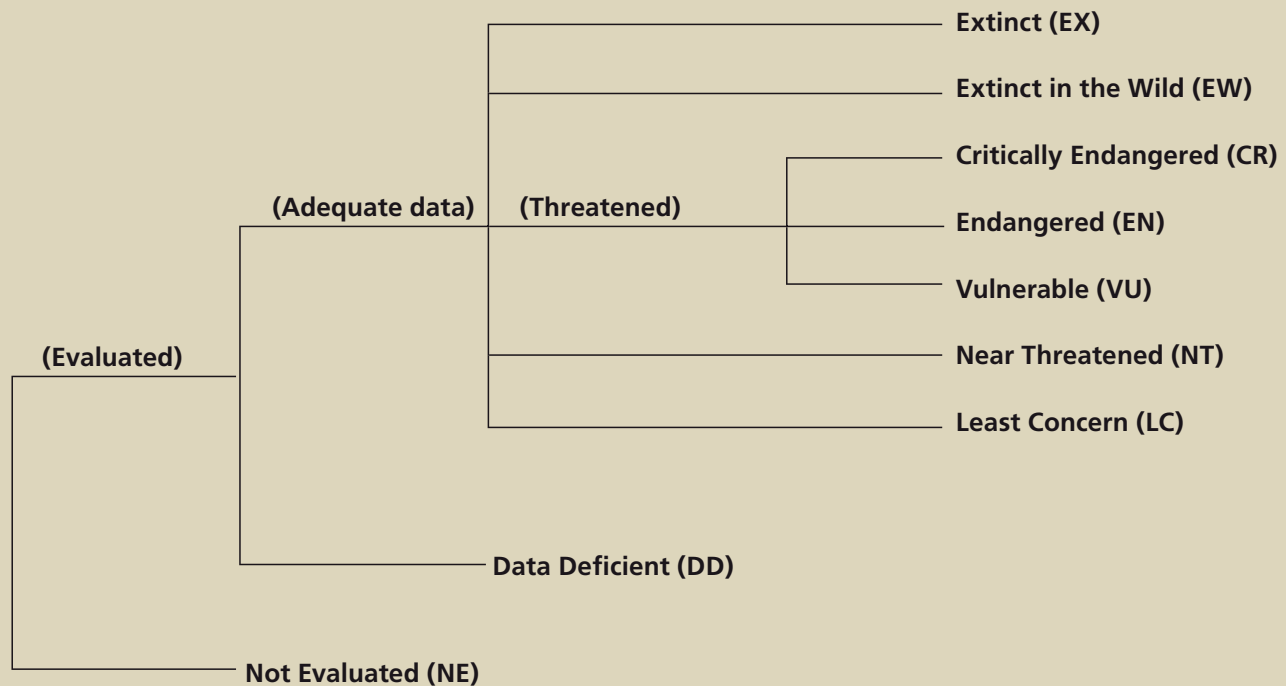 Extinct (EX)
Extinct in the Wild (EW)
Critically Endangered (CR)
(Adequate data) (Threatened)
Endangered (EN)
Vulnerable (VU)
(Evaluated)
Near Threatened (NT)
Least Concern (LC)
Data Deficient (DD)
Not Evaluated (NE)